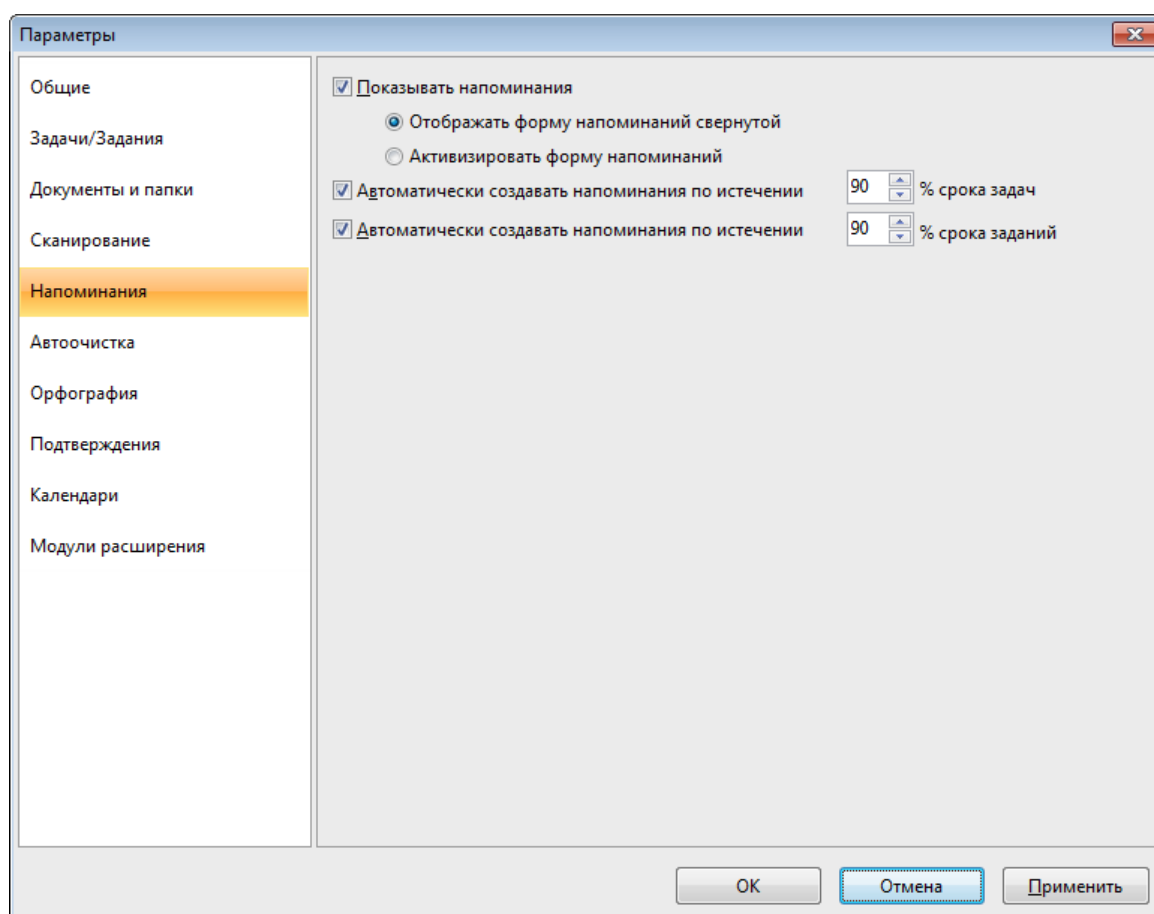 Параметры
Общие
Задачи/Задания
Документы и папки
Сканирование
Напоминания
Автоочистка
Орфография
Подтверждения
Календари
Модули расширения
Показывать напоминания
Отображать форму напоминаний свернутой
Активизировать форму напоминаний
Автоматически создавать напоминания по истечении 90 % срока задач
Автоматически создавать напоминания по истечении 90 % срока заданий
ОК Отмена Применить